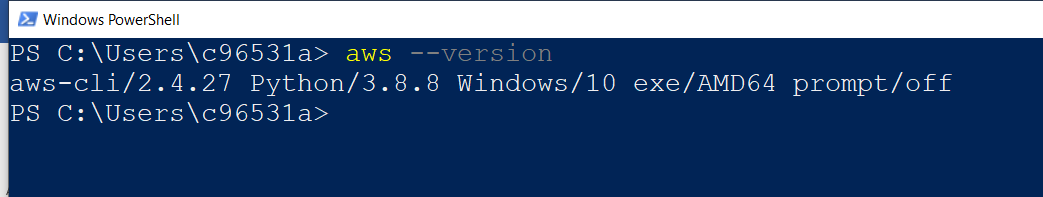 Windows PowerShell
PS C:\Users\c96531a> aws --version
aws-cli/2.4.27 Python/3.8.8 Windows/10 exe/AMD64 prompt/off
PS C:\Users\c96531a>